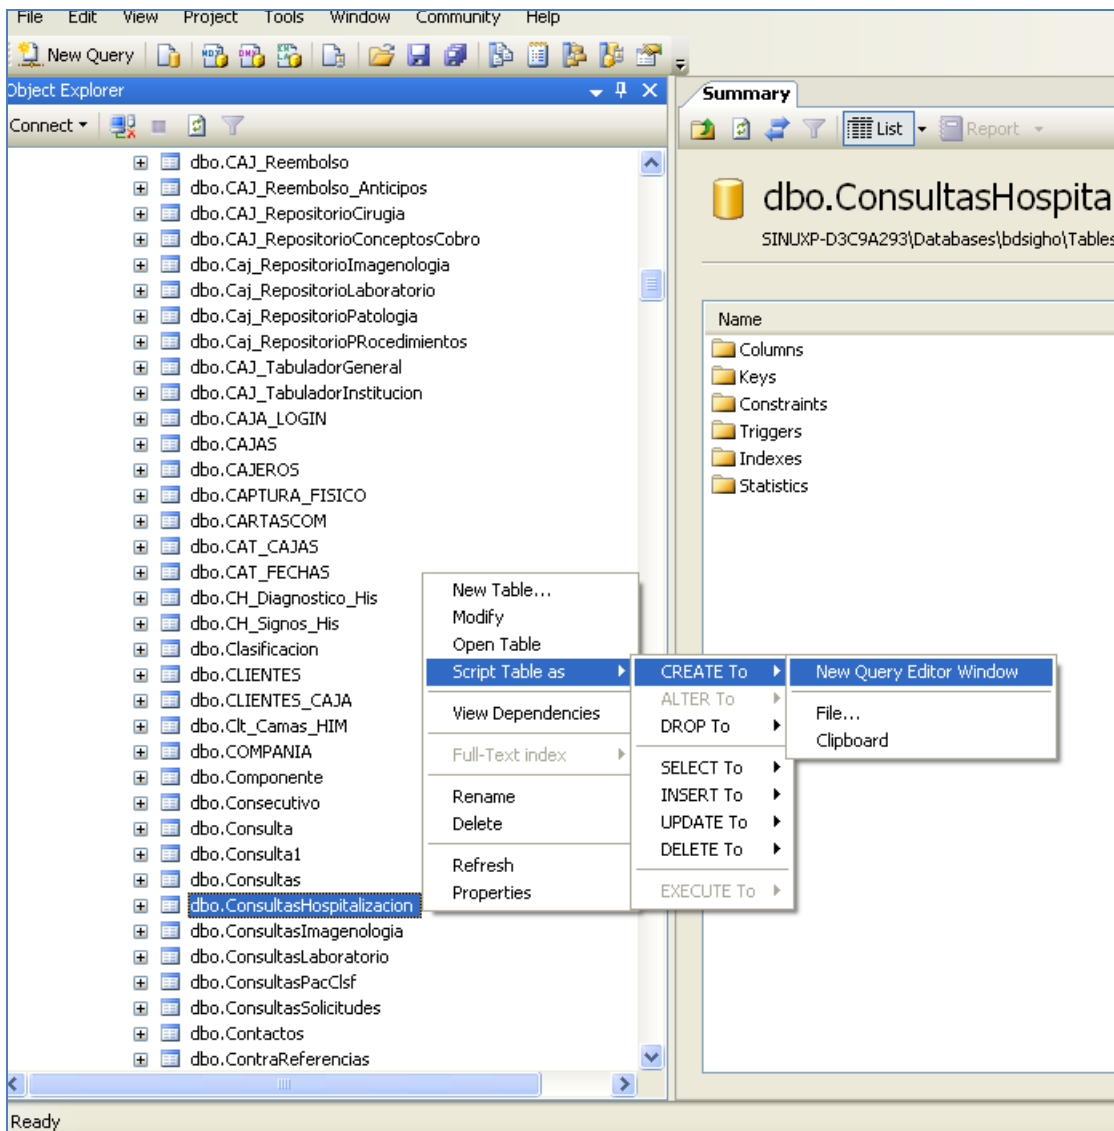 File Edit View Project Tools Window Community Help
New Query
Object Explorer
Connect
dbo.CAJ_Reembolso
dbo.CAJ_Reembolso_Anticipos
dbo.CAJ_RepositorioCirugia
dbo.CAJ_RepositorioConceptosCobro
dbo.Caj_RepositorioImagenologia
dbo.Caj_RepositorioLaboratorio
dbo.Caj_RepositorioPatologia
dbo.Caj_RepositorioPRocedimientos
dbo.CAJ_TabuladorGeneral
dbo.CAJ_TabuladorInstitucion
dbo.CAJA_LOGIN
dbo.CAJAS
dbo.CAJEROS
dbo.CAPTURA_FISICO
dbo.CARTASCOM
dbo.CAT_CAJAS
dbo.CAT_FECHAS
dbo.CH_Diagnostico_His
dbo.CH_Signos_His
dbo.Clasificacion
dbo.CLIENTES
dbo.CLIENTES_CAJA
dbo.Clt_Camas_HIM
dbo.COMPANIA
dbo.Componente
dbo.Consecutivo
dbo.Consulta
dbo.Consulta1
dbo.Consultas
dbo.ConsultasHospitalizacion
dbo.ConsultasImagenologia
dbo.ConsultasLaboratorio
dbo.ConsultasPacClsf
dbo.ConsultasSolicitudes
dbo.Contactos
dbo.ContraReferencias
New Table...
Modify
Open Table
Script Table as
View Dependencies
Full-Text index
Rename
Delete
Refresh
Properties
CREATE To
ALTER To
DROP To
SELECT To
INSERT To
UPDATE To
DELETE To
EXECUTE To
New Query Editor Window
File...
Clipboard
Summary
List Report
dbo.ConsultasHospita
SINUXP-D3C9A293\Databases\bdsigho\Tables
Name
Columns
Keys
Constraints
Triggers
Indexes
Statistics
Ready